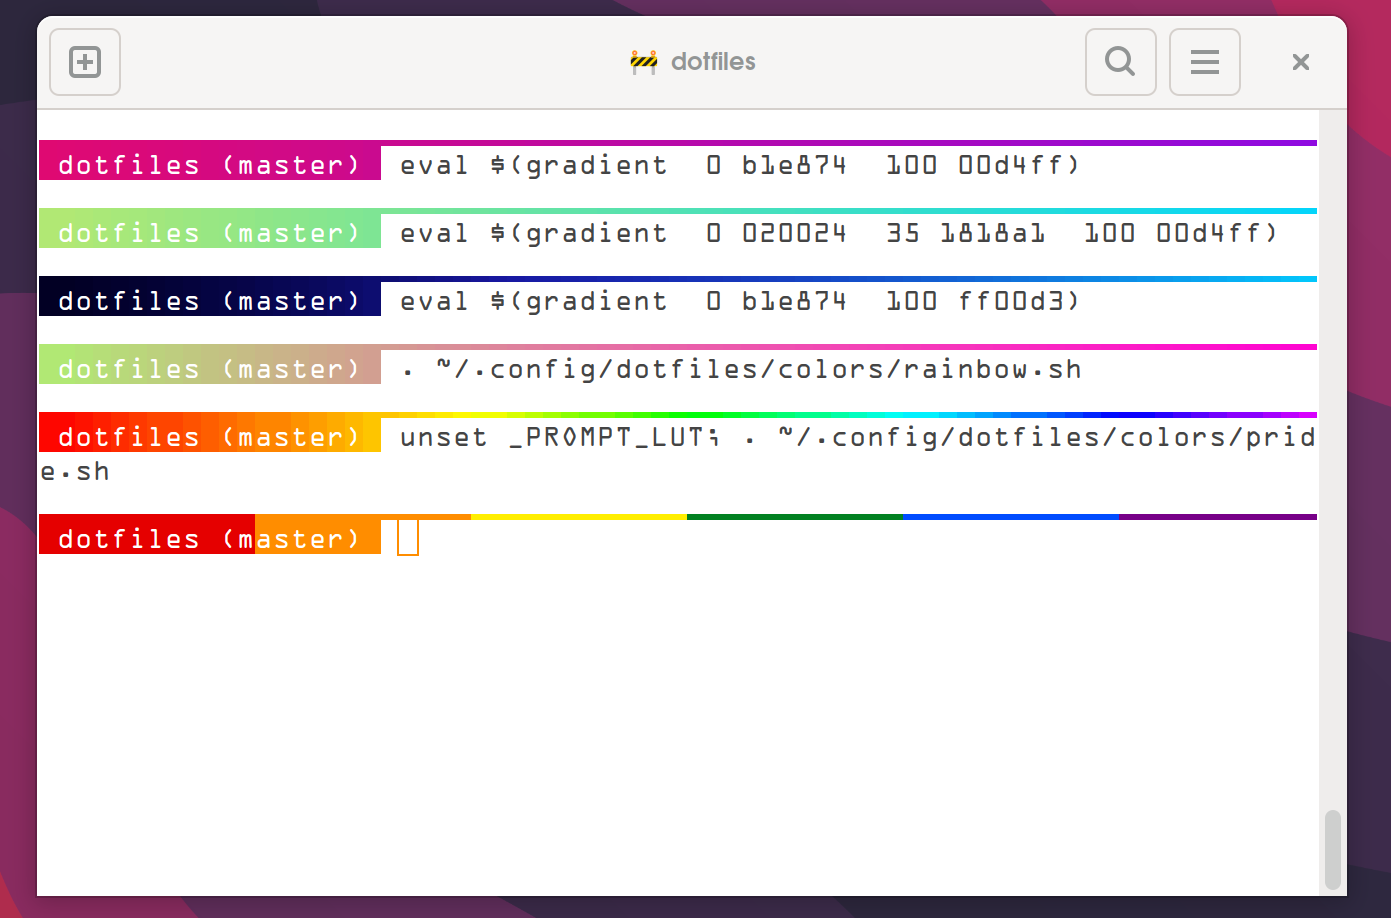 🚧 dotfiles
dotfiles (master) eval $(gradient  0 b1e874  100 00d4ff)
dotfiles (master) eval $(gradient  0 020024  35 1818a1  100 00d4ff)
dotfiles (master) eval $(gradient  0 b1e874  100 ff00d3)
dotfiles (master) . ~/.config/dotfiles/colors/rainbow.sh
dotfiles (master) unset _PROMPT_LUT; . ~/.config/dotfiles/colors/prid
e.sh
dotfiles (master)